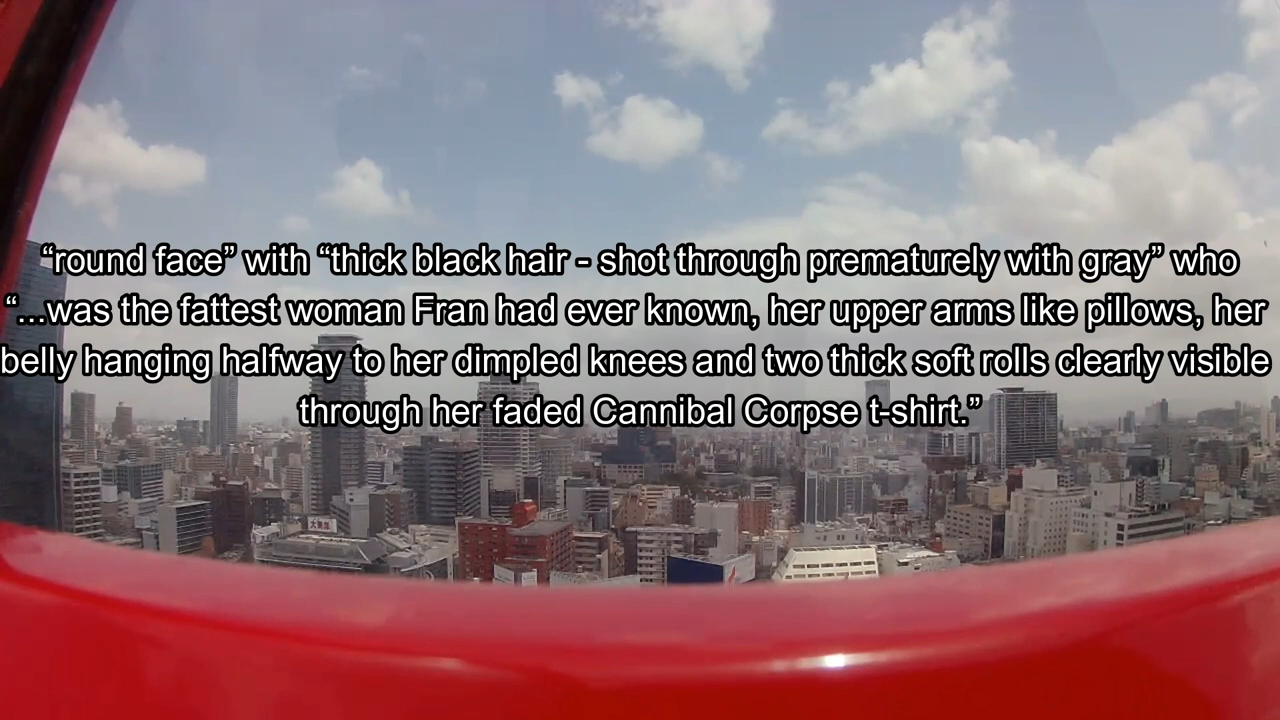 “round face” with “thick black hair - shot through prematurely with gray” who
“...was the fattest woman Fran had ever known, her upper arms like pillows, her
belly hanging halfway to her dimpled knees and two thick soft rolls clearly visible
through her faded Cannibal Corpse t-shirt.”